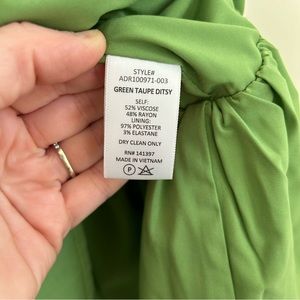 STYLE#
ADR100971-003
GREEN TAUPE DITSY
SELF:
52% VISCOSE
48% RAYON
LINING:
97% POLYESTER
3% ELASTANE
DRY CLEAN ONLY
RN# 141397
MADE IN VIETNAM
P